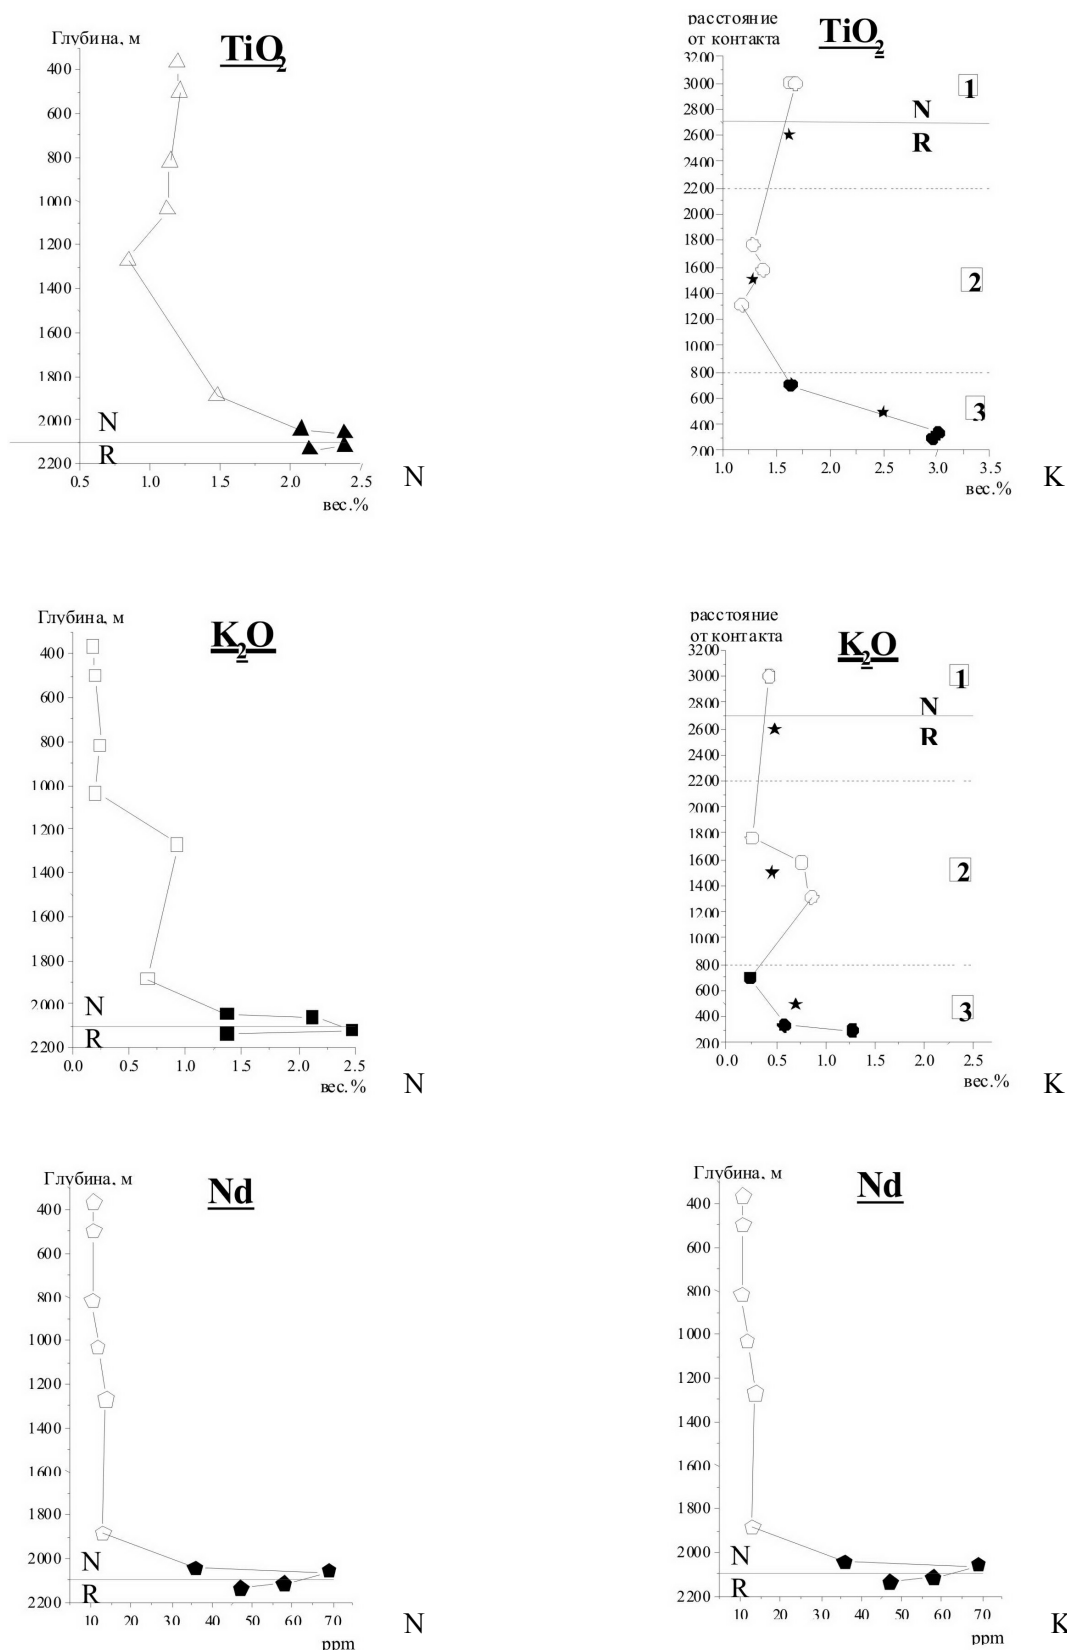 Глубина, м
TiO2
400
600
800
1000
1200
1400
1600
1800
2000
2200
N
R
0.5 1.0 1.5 2.0 2.5
вес.%
N
расстояние
от контакта
TiO2
3200
3000
2800
2600
2400
2200
2000
1800
1600
1400
1200
1000
800
600
400
200
1
N
R
2
3
1.0 1.5 2.0 2.5 3.0 3.5
вес.%
K
Глубина, м
K2O
400
600
800
1000
1200
1400
1600
1800
2000
2200
N
R
0.0 0.5 1.0 1.5 2.0 2.5
вес.%
N
расстояние
от контакта
K2O
3200
3000
2800
2600
2400
2200
2000
1800
1600
1400
1200
1000
800
600
400
200
1
N
R
2
3
0.0 0.5 1.0 1.5 2.0 2.5
вес.%
K
Глубина, м
Nd
400
600
800
1000
1200
1400
1600
1800
2000
2200
N
R
10 20 30 40 50 60 70
ppm
N
Глубина, м
Nd
400
600
800
1000
1200
1400
1600
1800
2000
2200
N
R
10 20 30 40 50 60 70
ppm
K